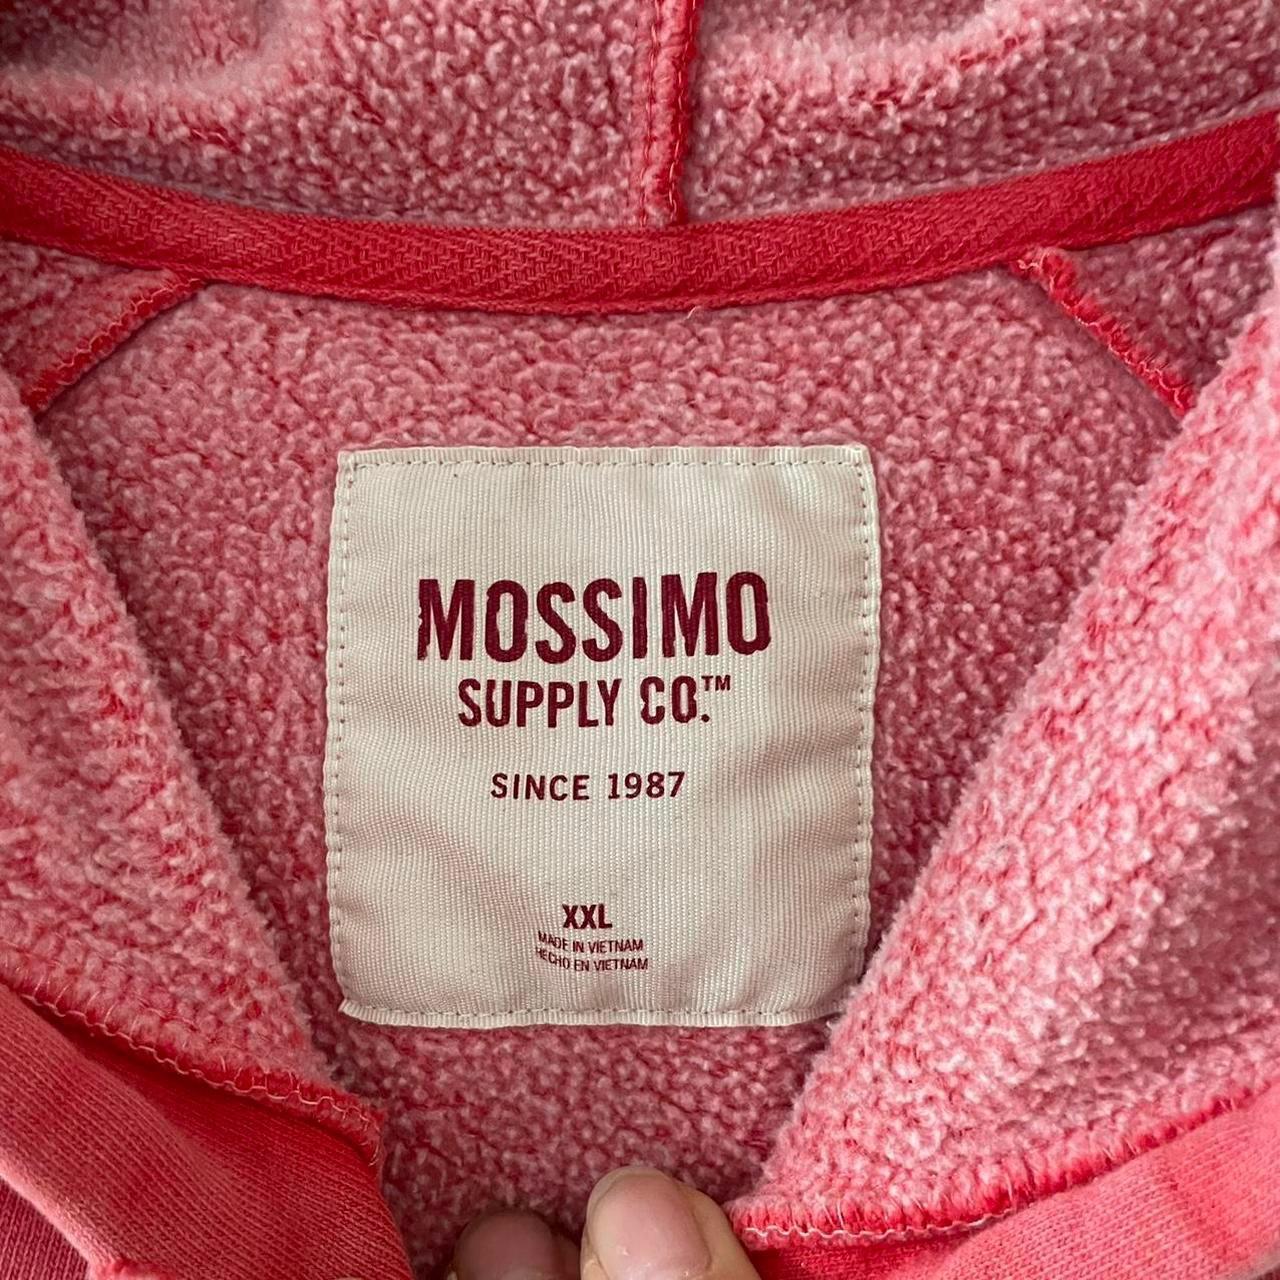 MOSSIMO
SUPPLY CO.™
SINCE 1987
XXL
MADE IN VIETNAM
HECHO EN VIETNAM